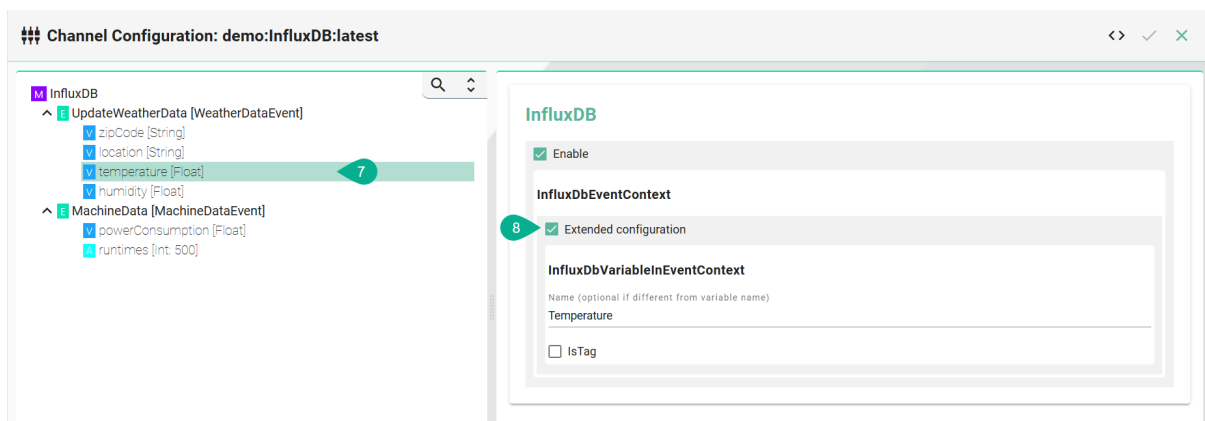 Channel Configuration: demo:InfluxDB:latest
M InfluxDB
E UpdateWeatherData [WeatherDataEvent]
V zipCode [String]
V location [String]
V temperature [Float]
7
V humidity [Float]
E MachineData [MachineDataEvent]
V powerConsumption [Float]
A runtimes [Int: 500]
InfluxDB
Enable
InfluxDbEventContext
8
Extended configuration
InfluxDbVariableInEventContext
Name (optional if different from variable name)
Temperature
IsTag